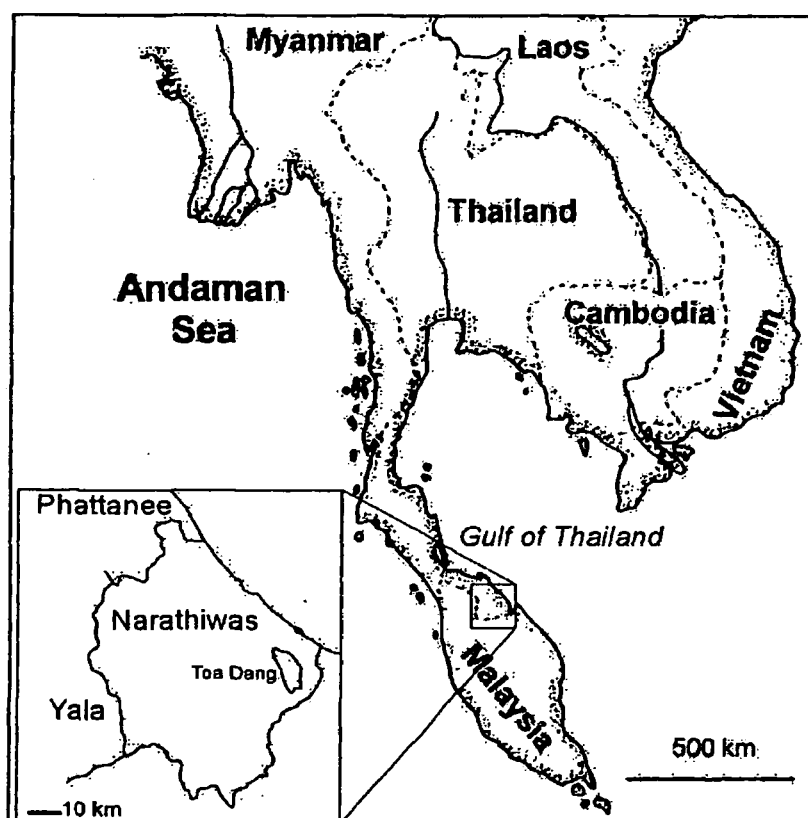 Myanmar
Laos
Thailand
Andaman
Sea
Cambodia
Vietnam
Phattanee
Gulf of Thailand
Narathiwas
Toa Dang
Yala
Malaysia
500 km
10 km